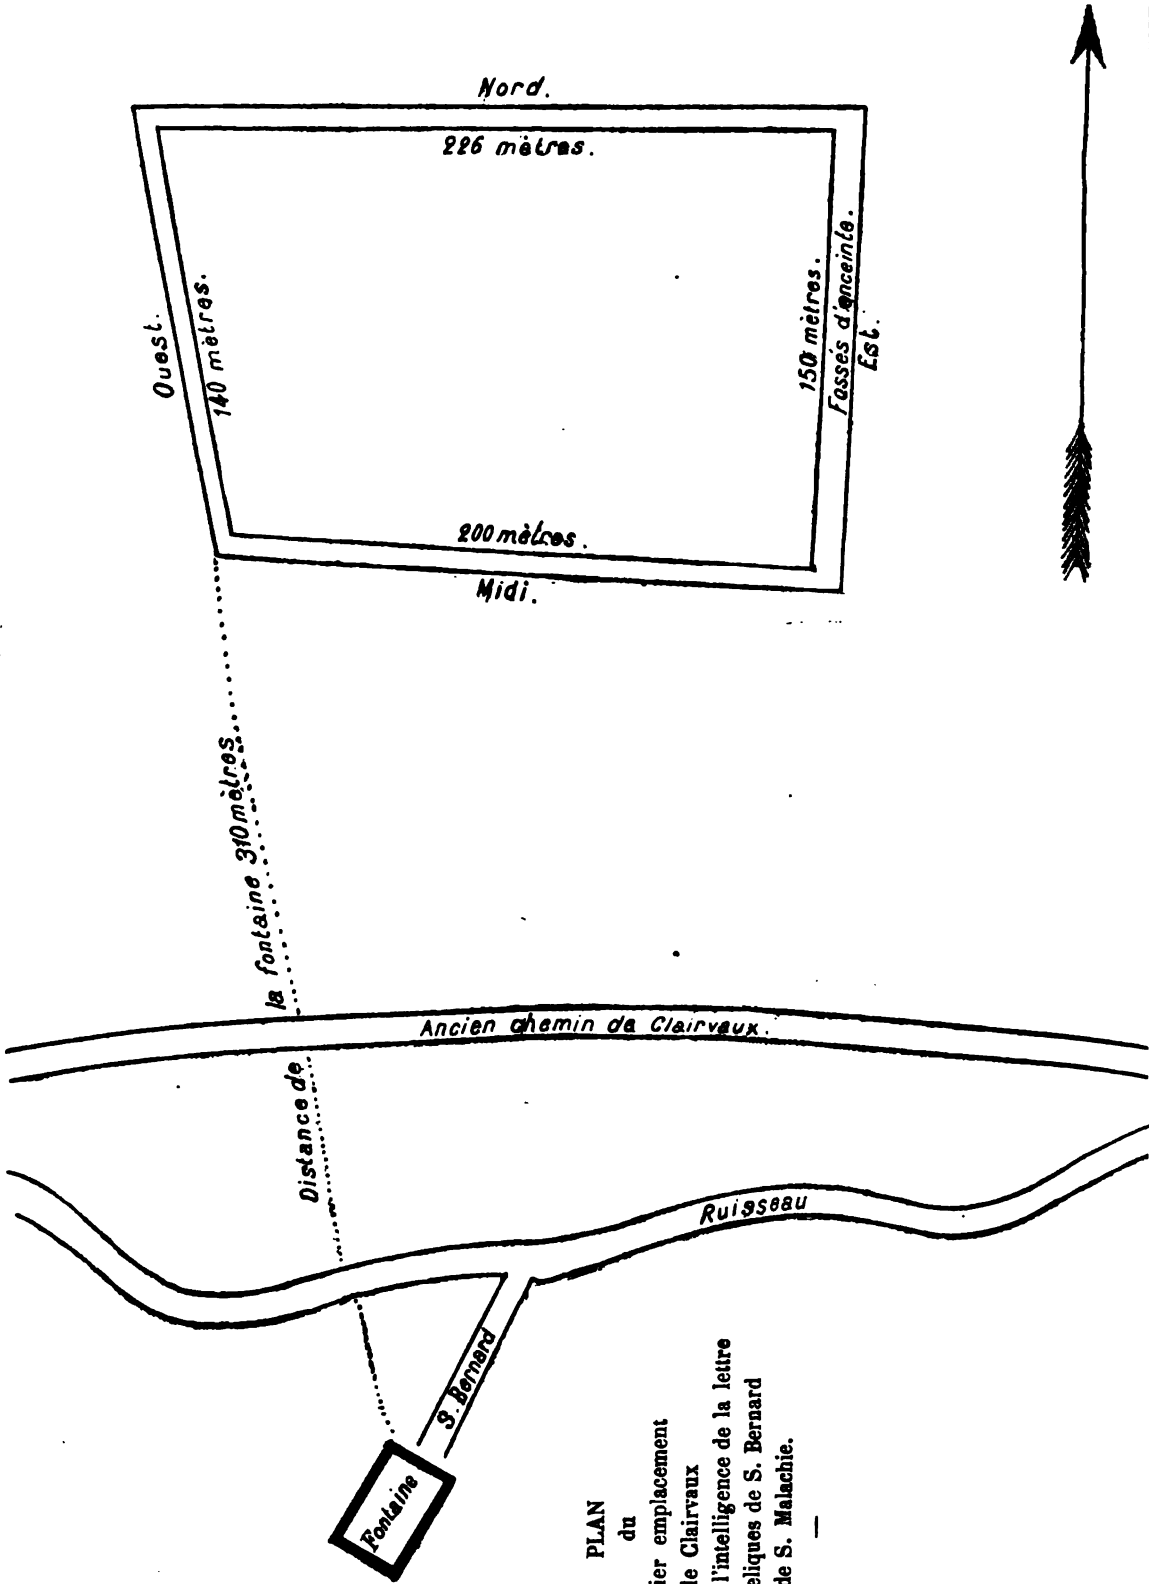 Nord.
226 mètres.
Ouest.
140 mètres.
150 mètres.
Fossés d'enceinte.
Est.
200 mètres.
Midi.
Distance de la fontaine 310 mètres
Ancien chemin de Clairvaux.
Ruisseau
S. Bernard
Fontaine
PLAN
du
emplacement
Clairvaux
l'intelligence de la lettre
de S. Bernard
de S. Malachie.